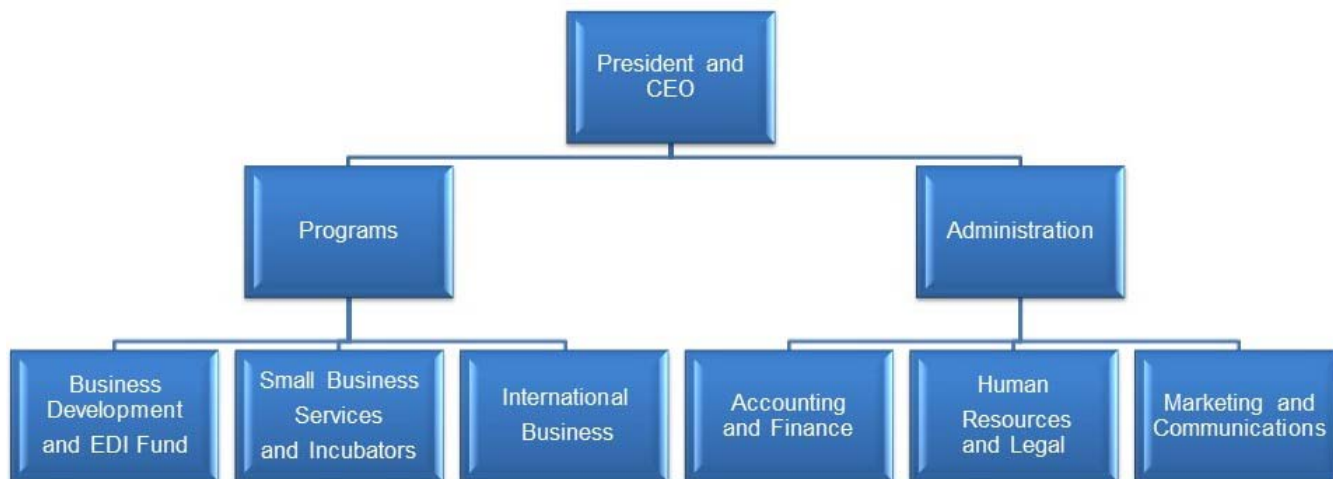 President and
CEO
Programs
Administration
Business
Development
and EDI Fund
Small Business
Services
and Incubators
International
Business
Accounting
and Finance
Human
Resources
and Legal
Marketing and
Communications